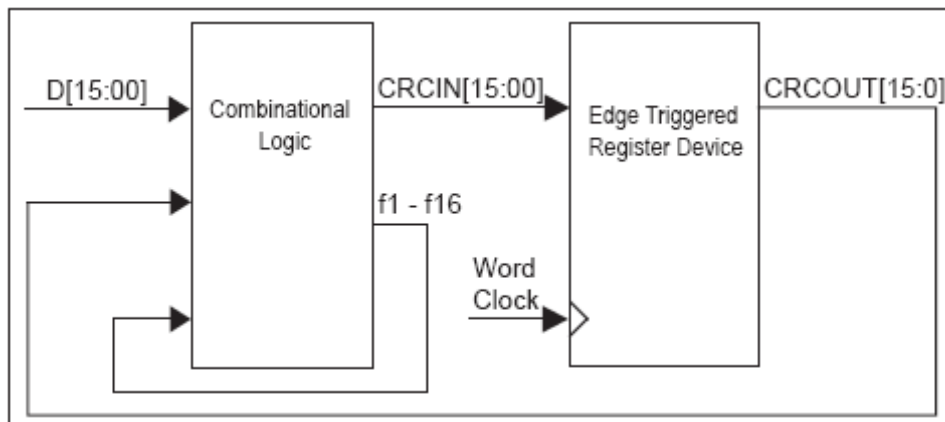 D[15:00]
Combinational
Logic
CRCIN[15:00]
f1 - f16
Edge Triggered
Register Device
Word
Clock
CRCOUT[15:0]